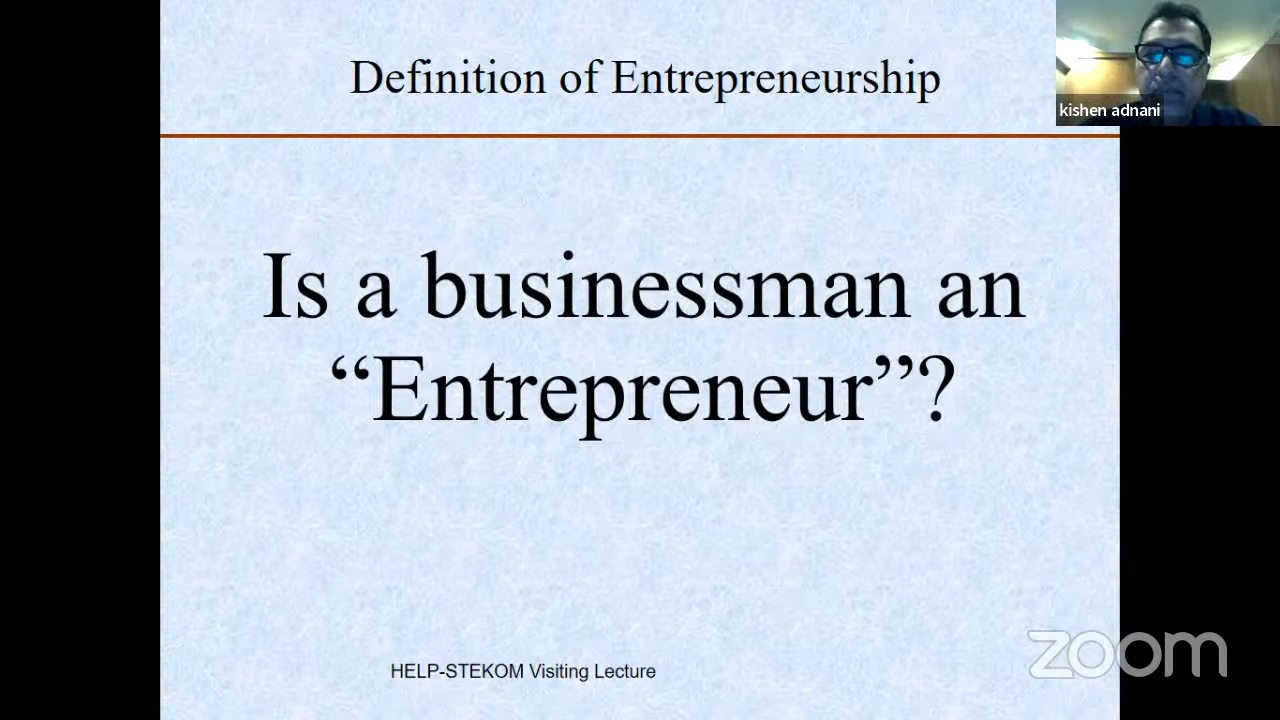 Definition of Entrepreneurship
kishen adnani
Is a businessman an
“Entrepreneur”?
HELP-STEKOM Visiting Lecture
zoom